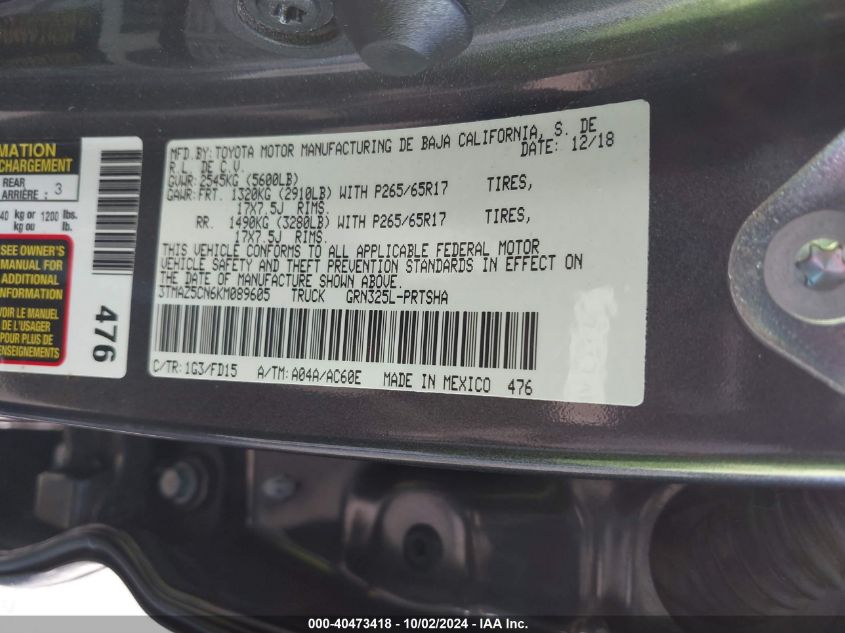 MFD.BY:TOYOTA MOTOR MANUFACTURING DE BAJA CALIFORNIA, S. DE
R.L. DE C.V. DATE: 12/18
GVWR:2545KG (5600LB)
GAWR:FRT. 1320KG (2910LB) WITH P265/65R17 TIRES,
17X7.5J RIMS.
RR. 1490KG (3280LB) WITH P265/65R17 TIRES,
17X7.5J RIMS.
THIS VEHICLE CONFORMS TO ALL APPLICABLE FEDERAL MOTOR
VEHICLE SAFETY AND THEFT PREVENTION STANDARDS IN EFFECT ON
THE DATE OF MANUFACTURE SHOWN ABOVE.
3TMAZ5CN6KM089605 TRUCK GRN325L-PRTSHA
C/TR:1G3/FD15 A/TM:A04A/AC60E MADE IN MEXICO 476
MATION
CHARGEMENT
REAR
ARRIÈRE : 3
40 kg or 1200 lbs.
kg ou lb.
SEE OWNER'S
MANUAL FOR
ADDITIONAL
INFORMATION
VOIR LE MANUEL
DE L'USAGER
POUR PLUS DE
RENSEIGNEMENTS
476
000-40473418 - 10/02/2024 - IAAI Inc.